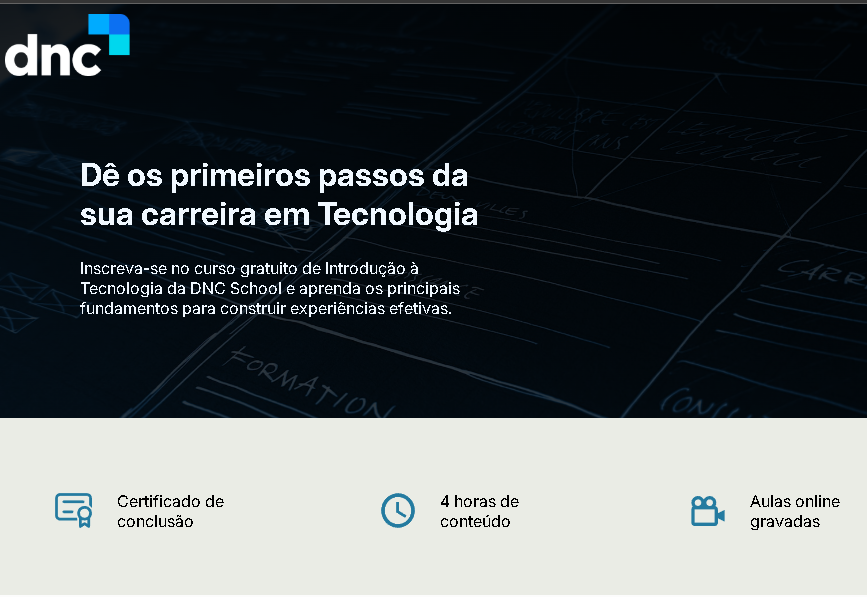 dnc
Dê os primeiros passos da
sua carreira em Tecnologia
Inscreva-se no curso gratuito de Introdução à
Tecnologia da DNC School e aprenda os principais
fundamentos para construir experiências efetivas.
FORMATION
Certificado de
conclusão
4 horas de
conteúdo
Aulas online
gravadas